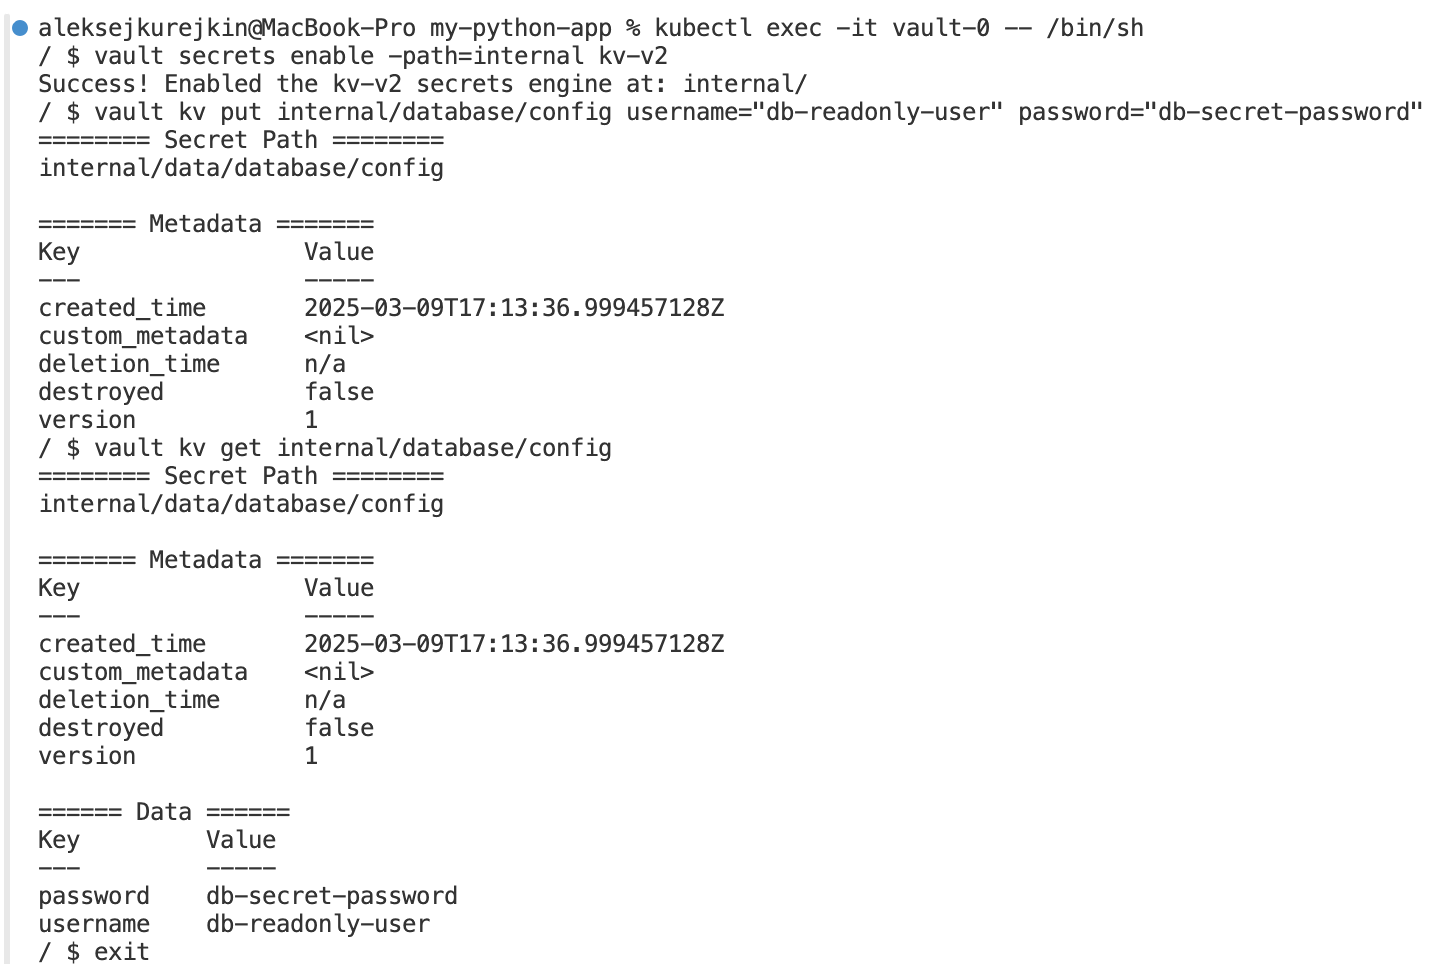 aleksejkurejkin@MacBook-Pro my-python-app % kubectl exec -it vault-0 -- /bin/sh
/ $ vault secrets enable -path=internal kv-v2
Success! Enabled the kv-v2 secrets engine at: internal/
/ $ vault kv put internal/database/config username="db-readonly-user" password="db-secret-password"
======== Secret Path ========
internal/data/database/config

======= Metadata =======
Key                Value
---                -----
created_time       2025-03-09T17:13:36.999457128Z
custom_metadata    <nil>
deletion_time      n/a
destroyed          false
version            1
/ $ vault kv get internal/database/config
======== Secret Path ========
internal/data/database/config

======= Metadata =======
Key                Value
---                -----
created_time       2025-03-09T17:13:36.999457128Z
custom_metadata    <nil>
deletion_time      n/a
destroyed          false
version            1

====== Data ======
Key         Value
---         -----
password    db-secret-password
username    db-readonly-user
/ $ exit